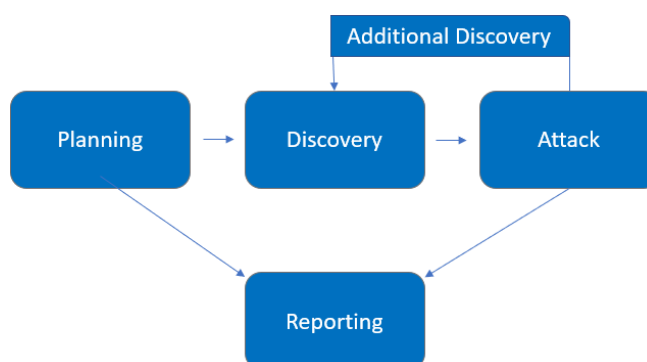 Additional Discovery
Planning
Discovery
Attack
Reporting